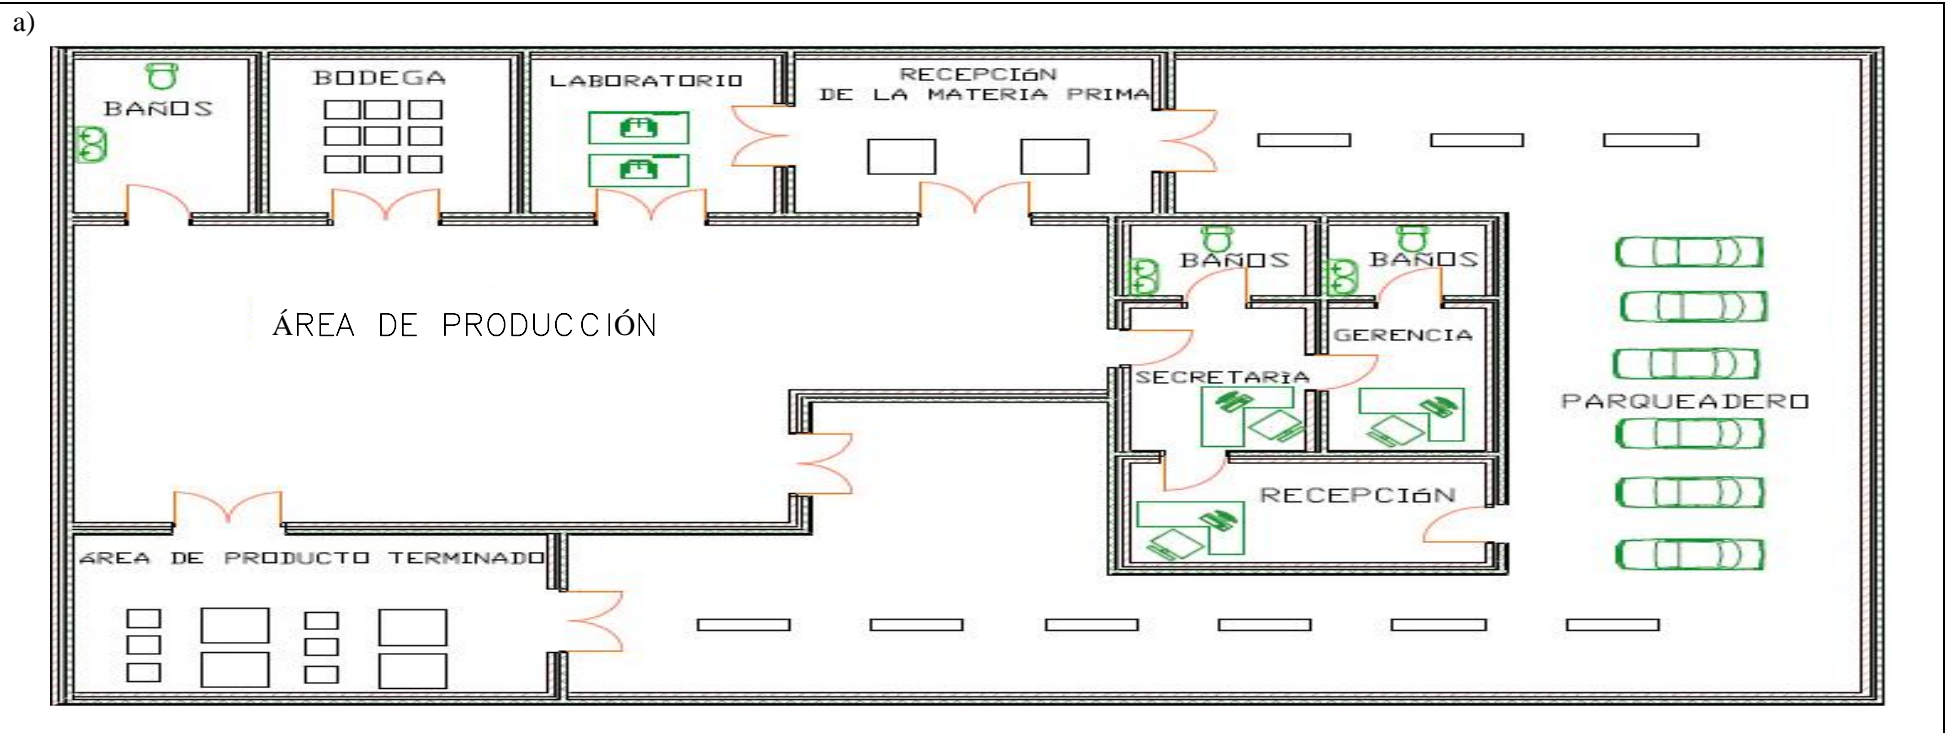 a)
BAÑOS
BODEGA
LABORATORIO
RECEPCIóN
DE LA MATERIA PRIMA
BAÑOS
BAÑOS
ÁREA DE PRODUCCIÓN
GERENCIA
SECRETARìA
PARQUEADERO
RECEPCIóN
áREA DE PRODUCTO TERMINADO